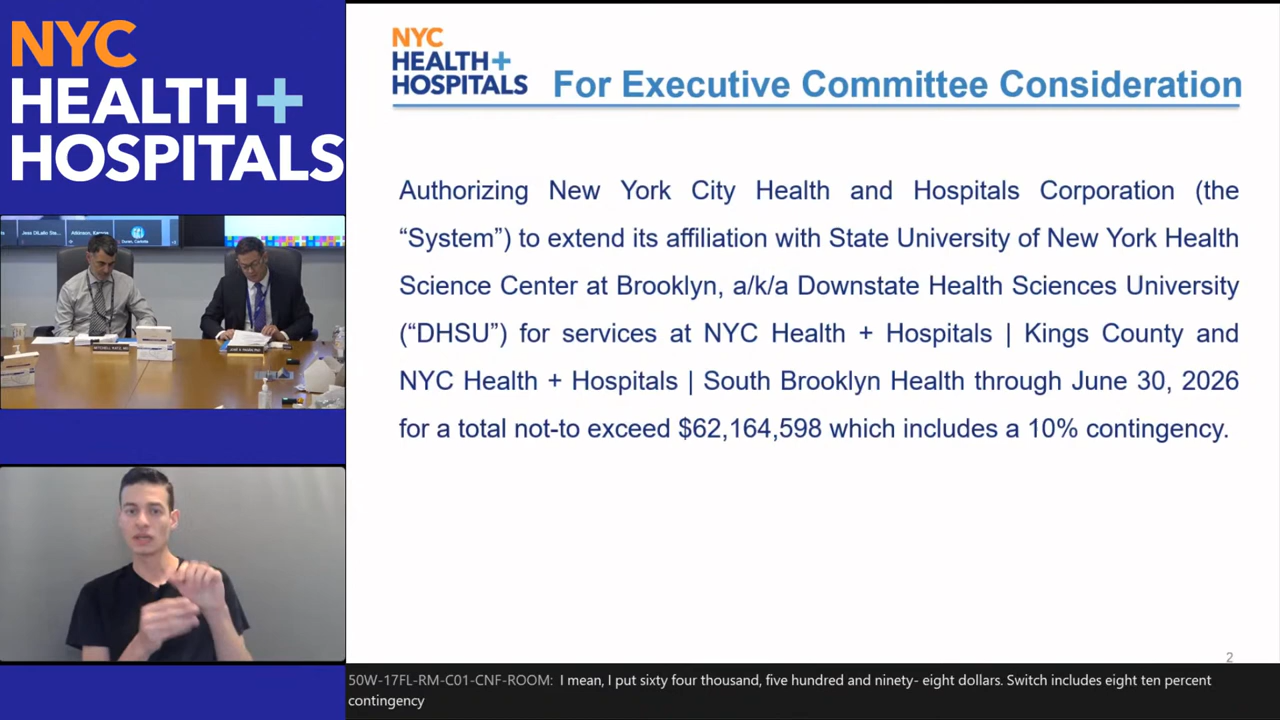 NYC
HEALTH+
HOSPITALS
NYC
HEALTH+
HOSPITALS
For Executive Committee Consideration
Authorizing New York City Health and Hospitals Corporation (the
“System”) to extend its affiliation with State University of New York Health
Science Center at Brooklyn, a/k/a Downstate Health Sciences University
(“DHSU”) for services at NYC Health + Hospitals | Kings County and
NYC Health + Hospitals | South Brooklyn Health through June 30, 2026
for a total not-to exceed $62,164,598 which includes a 10% contingency.
2
50W-17FL-RM-C01-CNF-ROOM: I mean, I put sixty four thousand, five hundred and ninety- eight dollars. Switch includes eight ten percent
contingency